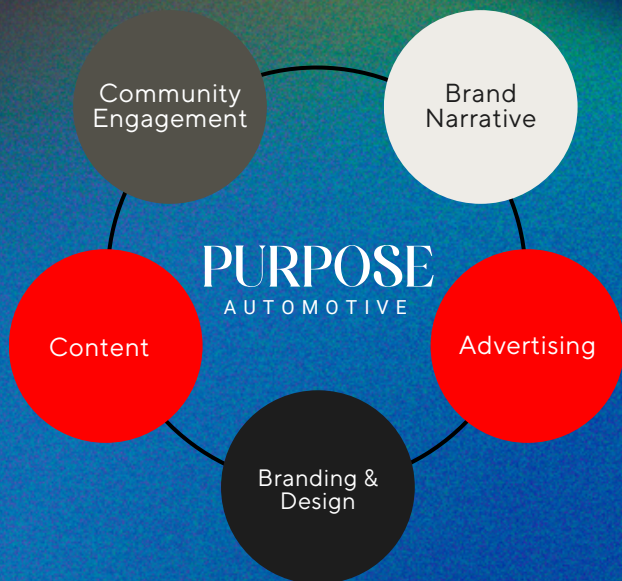 Community
Engagement
Brand
Narrative
PURPOSE
AUTOMOTIVE
Content
Advertising
Branding &
Design